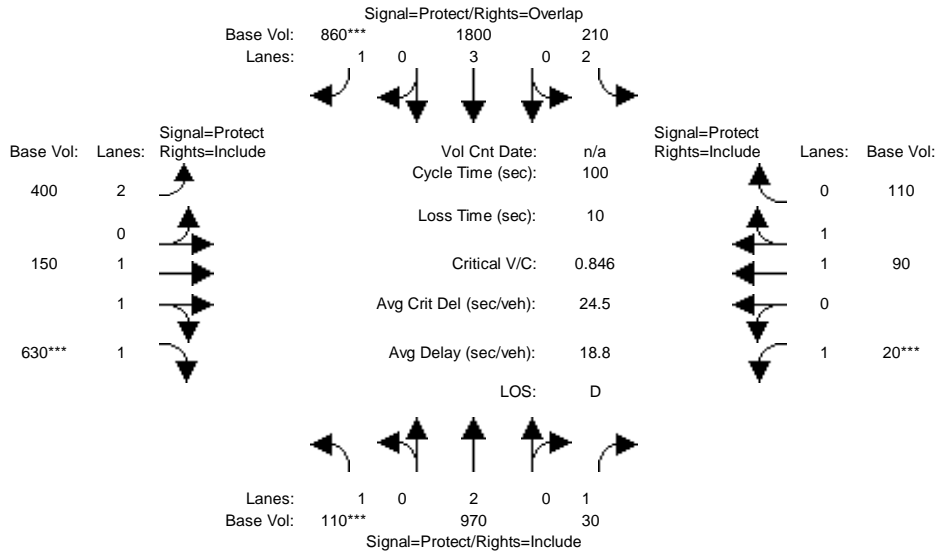 Signal=Protect/Rights=Overlap
Base Vol: 860*** 1800 210
Lanes: 1 0 3 0 2
Signal=Protect
Base Vol: Lanes: Rights=Include
Vol Cnt Date: n/a
Signal=Protect
Rights=Include Lanes: Base Vol:
Cycle Time (sec): 100
400 2
0 110
Loss Time (sec): 10
0
1
150 1
Critical V/C: 0.846
1 90
1
Avg Crit Del (sec/veh): 24.5
0
630*** 1
Avg Delay (sec/veh): 18.8
1 20***
LOS: D
Lanes: 1 0 2 0 1
Base Vol: 110*** 970 30
Signal=Protect/Rights=Include